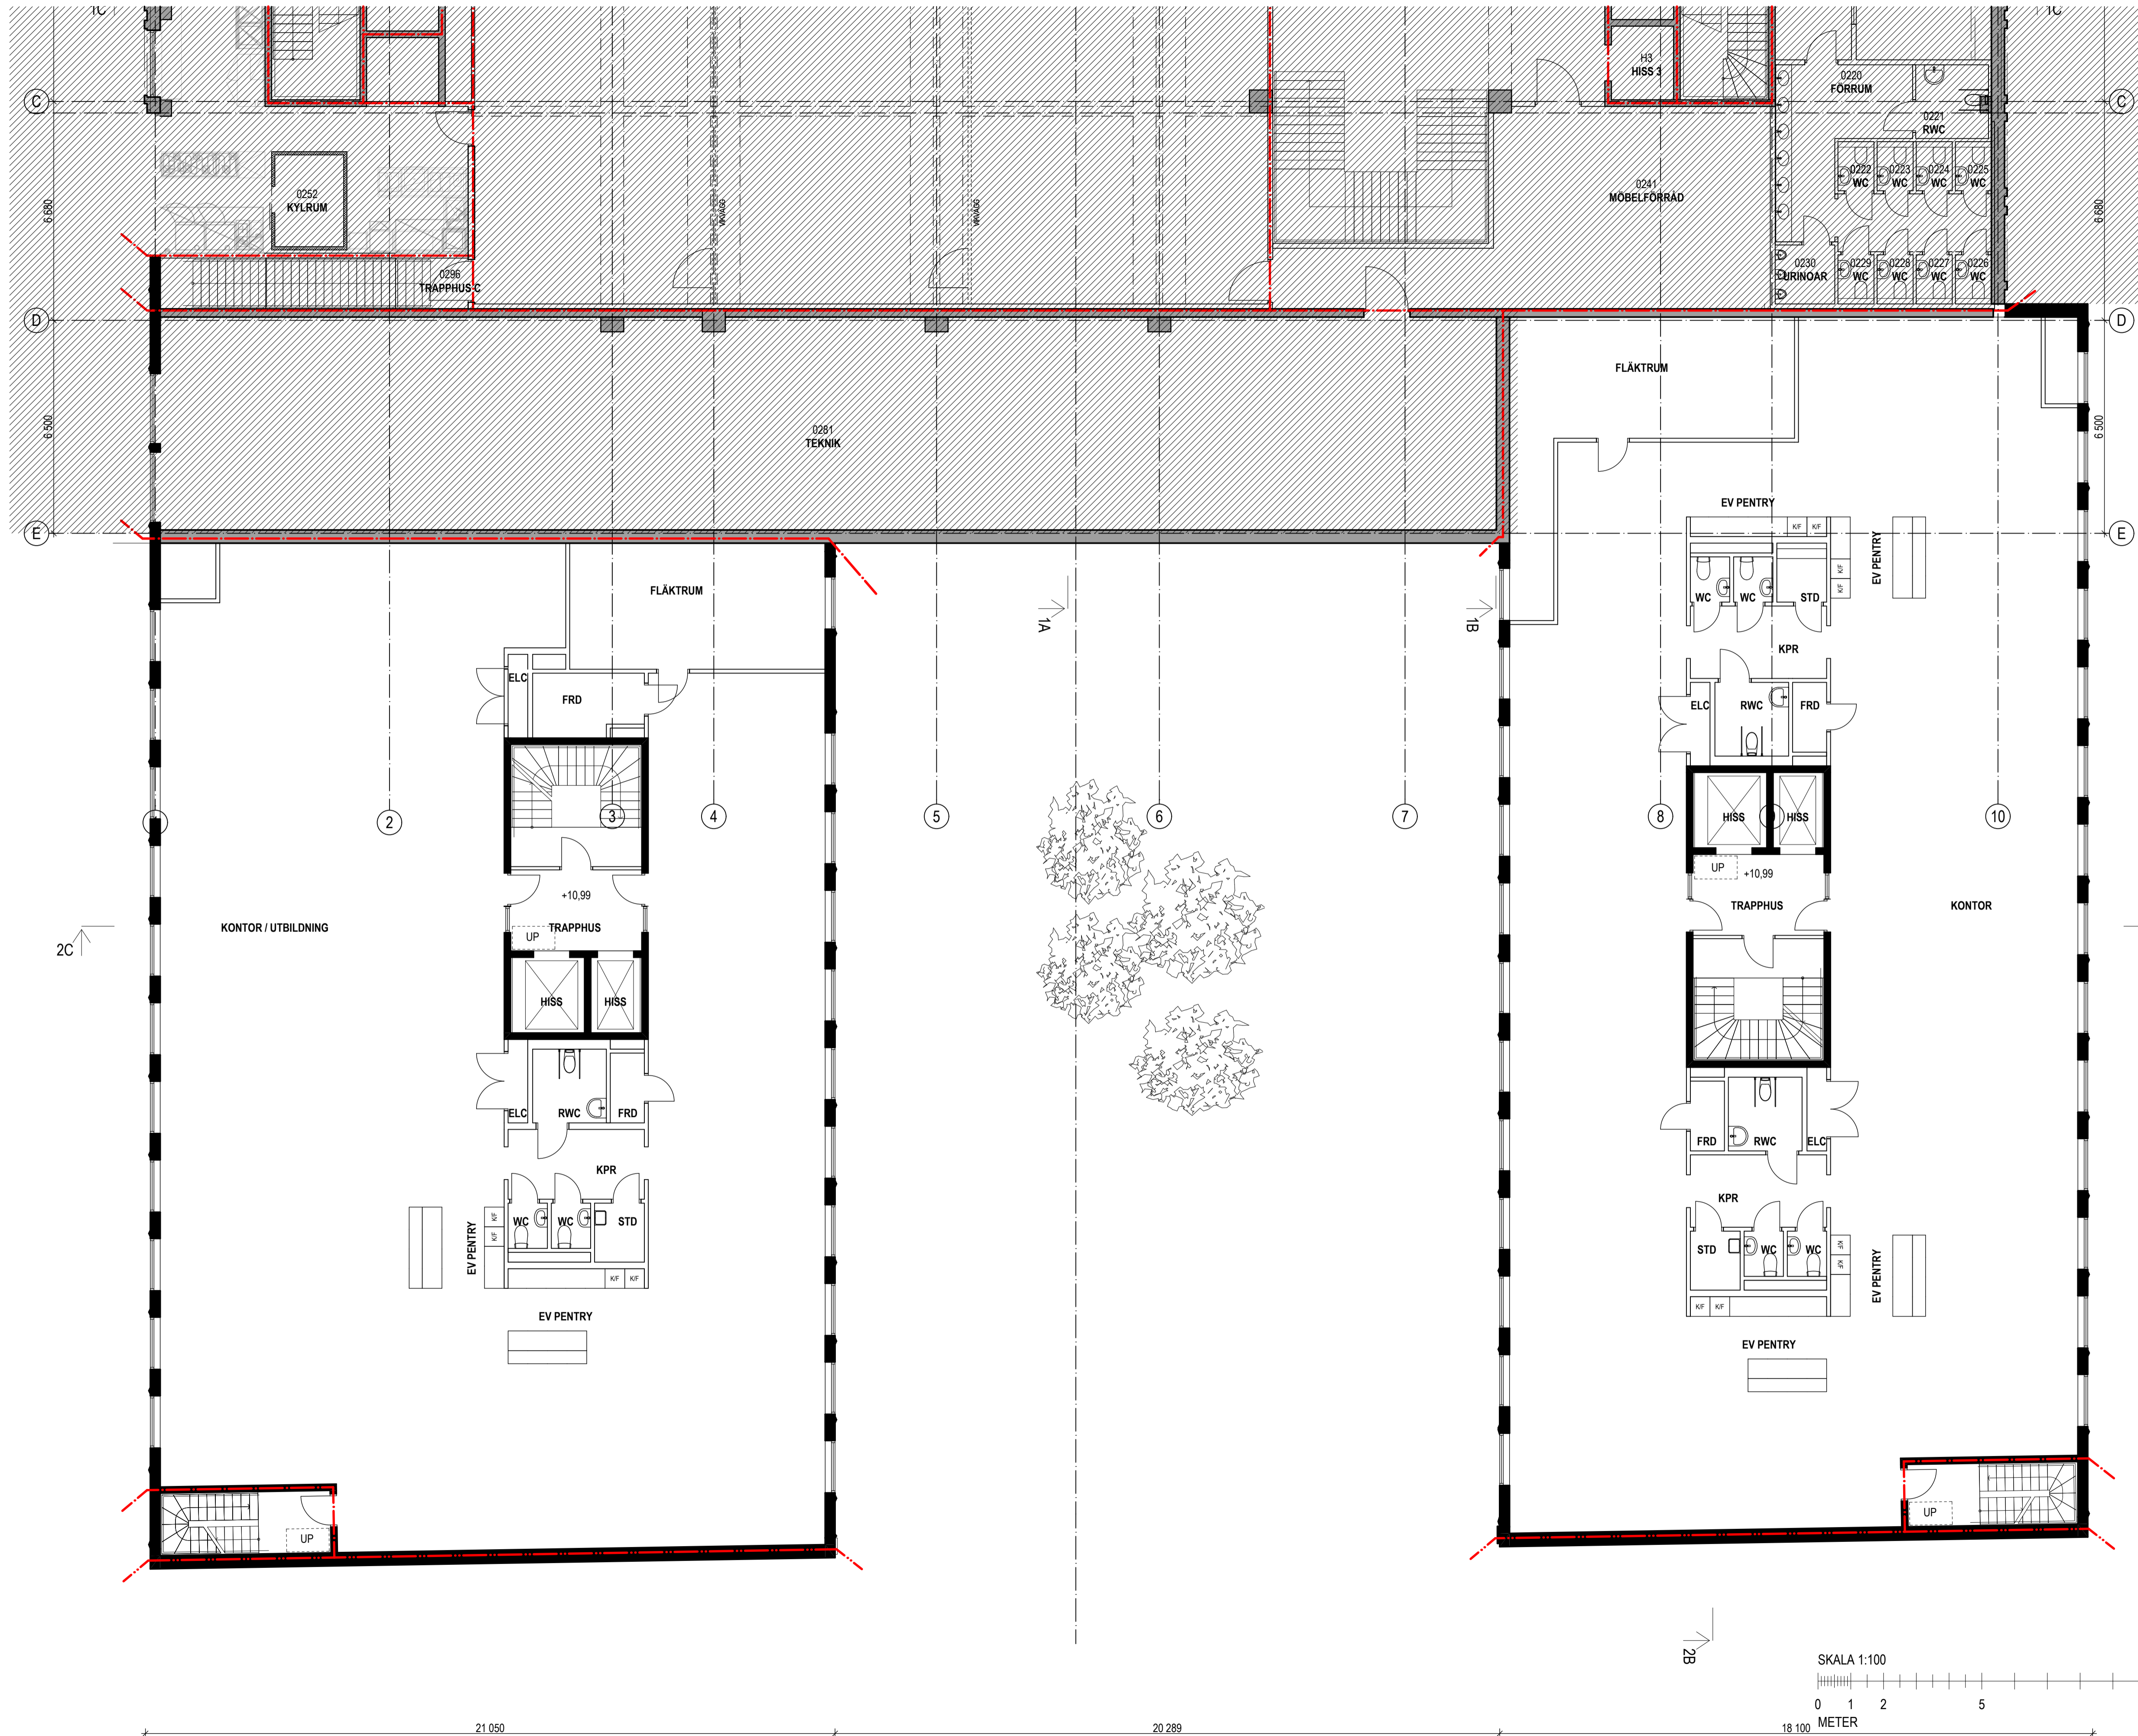 1C
1C
H3
HISS 3
0220
FÖRRUM
C
C
0221
RWC
0222
WC
0223
WC
0224
WC
0225
WC
0252
KYLRUM
0241
MÖBELFÖRRÅD
VIKVÄGG
VIKVÄGG
6 680
6 680
0296
TRAPPHUS C
0230
URINOAR
0229
WC
0228
WC
0227
WC
0226
WC
D
D
FLÄKTRUM
6 500
6 500
0281
TEKNIK
EV PENTRY
K/F
K/F
E
E
EV PENTRY
K/F
K/F
FLÄKTRUM
WC
WC
STD
1A
1B
KPR
ELC
FRD
ELC
RWC
FRD
2
3
4
5
6
7
8
10
HISS
HISS
UP
+10,99
+10,99
TRAPPHUS
KONTOR
KONTOR / UTBILDNING
TRAPPHUS
UP
2C
HISS
HISS
ELC
RWC
FRD
FRD
RWC
ELC
KPR
KPR
WC
WC
STD
EV PENTRY
K/F
K/F
K/F
K/F
EV PENTRY
STD
WC
WC
K/F
K/F
EV PENTRY
K/F
K/F
EV PENTRY
UP
UP
2B
SKALA 1:100
0
1
2
5
METER
21 050
20 289
18 100